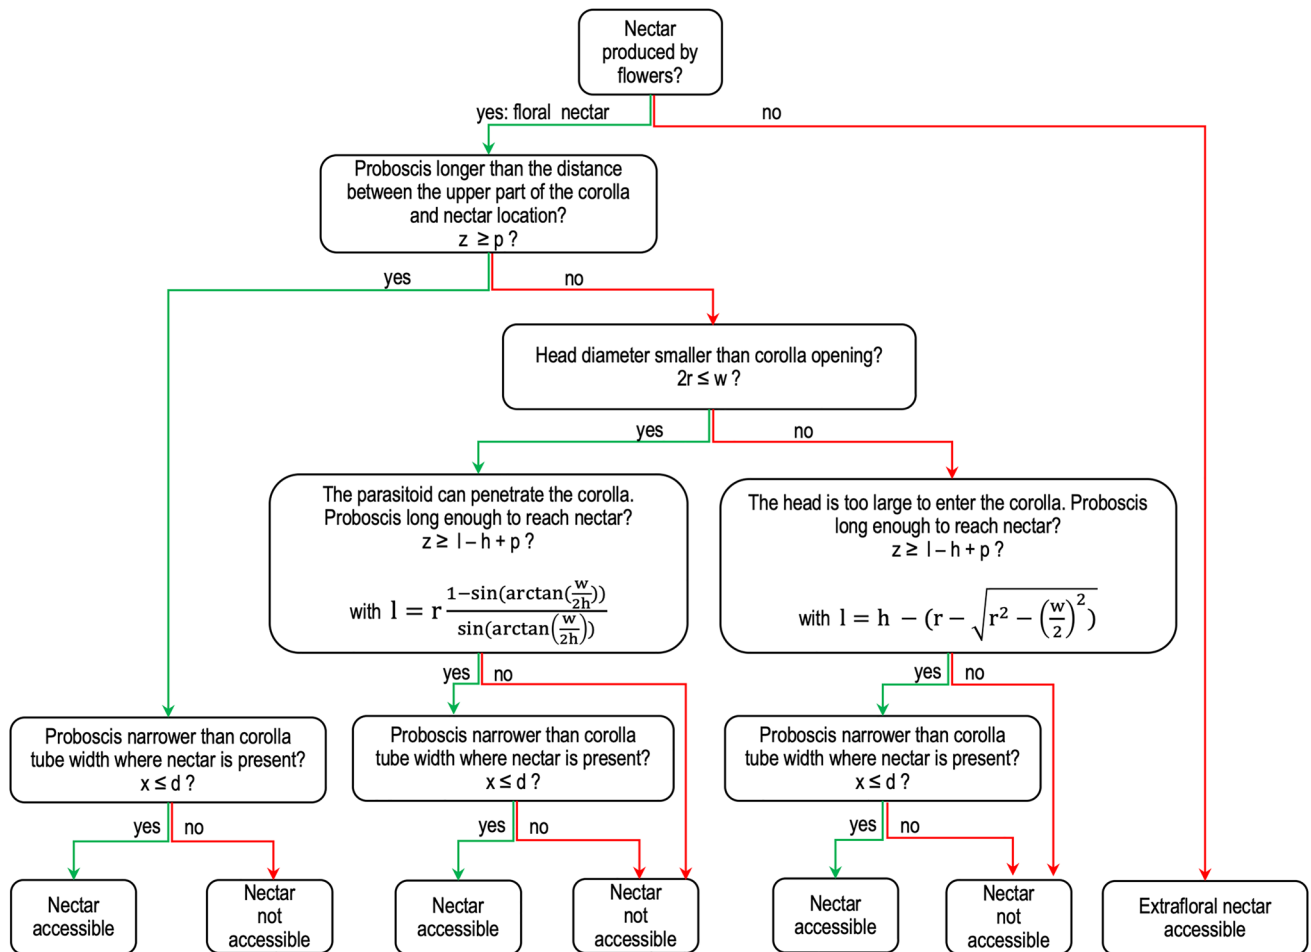 Nectar
produced by
flowers?
yes: floral nectar
no
Proboscis longer than the distance
between the upper part of the corolla
and nectar location?
z ≥ p ?
yes
no
Head diameter smaller than corolla opening?
2r ≤ w ?
yes
no
The parasitoid can penetrate the corolla.
Proboscis long enough to reach nectar?
z ≥ l – h + p ?
with l = r \frac{1−sin(arctan(\frac{w}{2h}))}{sin(arctan(\frac{w}{2h}))}
The head is too large to enter the corolla. Proboscis
long enough to reach nectar?
z ≥ l – h + p ?
with l = h − (r − \sqrt{r^2 − (\frac{w}{2})^2})
yes
no
yes
no
Proboscis narrower than corolla
tube width where nectar is present?
x ≤ d ?
Proboscis narrower than corolla
tube width where nectar is present?
x ≤ d ?
Proboscis narrower than corolla
tube width where nectar is present?
x ≤ d ?
yes
no
yes
no
yes
no
Nectar
accessible
Nectar
not
accessible
Nectar
accessible
Nectar
not
accessible
Nectar
accessible
Nectar
not
accessible
Extrafloral nectar
accessible